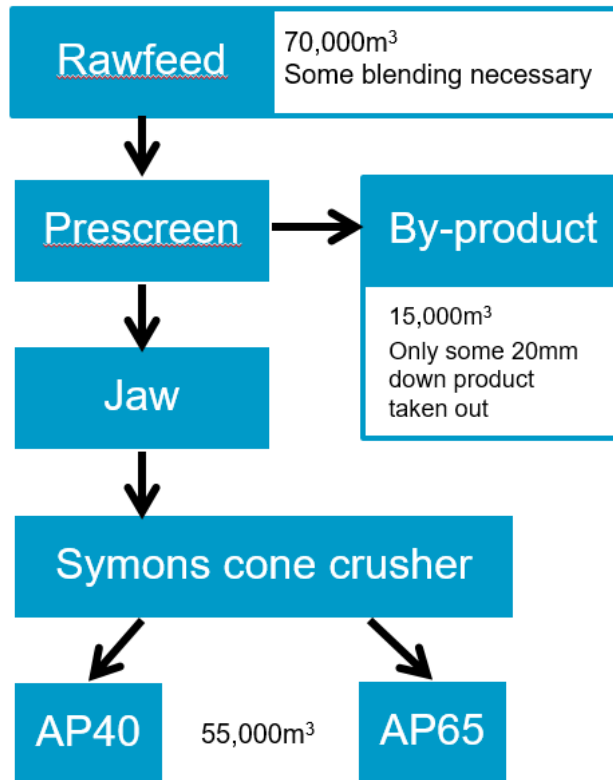 Rawfeed
70,000m³
Some blending necessary
Prescreen
By-product
15,000m³
Only some 20mm
down product
taken out
Jaw
Symons cone crusher
AP40
55,000m³
AP65